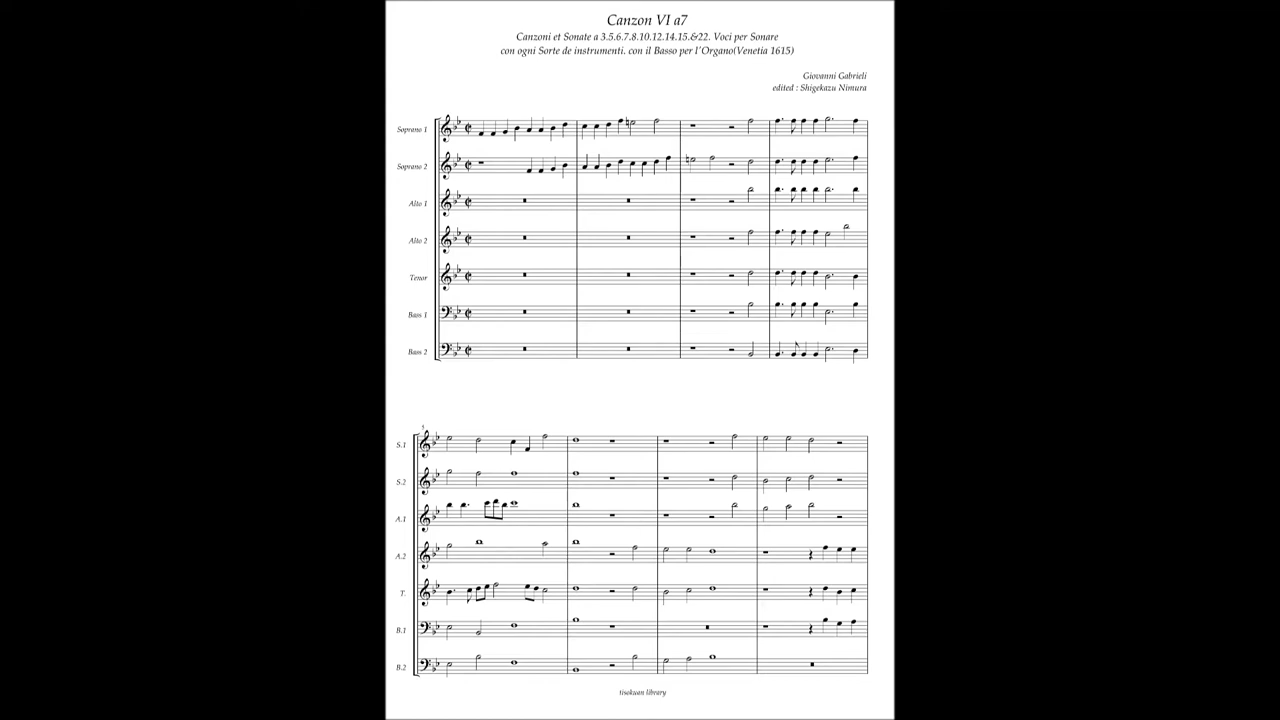 Canzon VI a7
Canzoni et Sonate a 3.5.6.7.8.10.12.14.15.&22. Voci per Sonare
con ogni Sorte de instrumenti. con il Basso per l'Organo(Venetia 1615)
Giovanni Gabrieli
edited : Shigekazu Nimura
Soprano 1
Soprano 2
Alto 1
Alto 2
Tenor
Bass 1
Bass 2
5
S.1
S.2
A.1
A.2
T.
B.1
B.2
tisokuan library